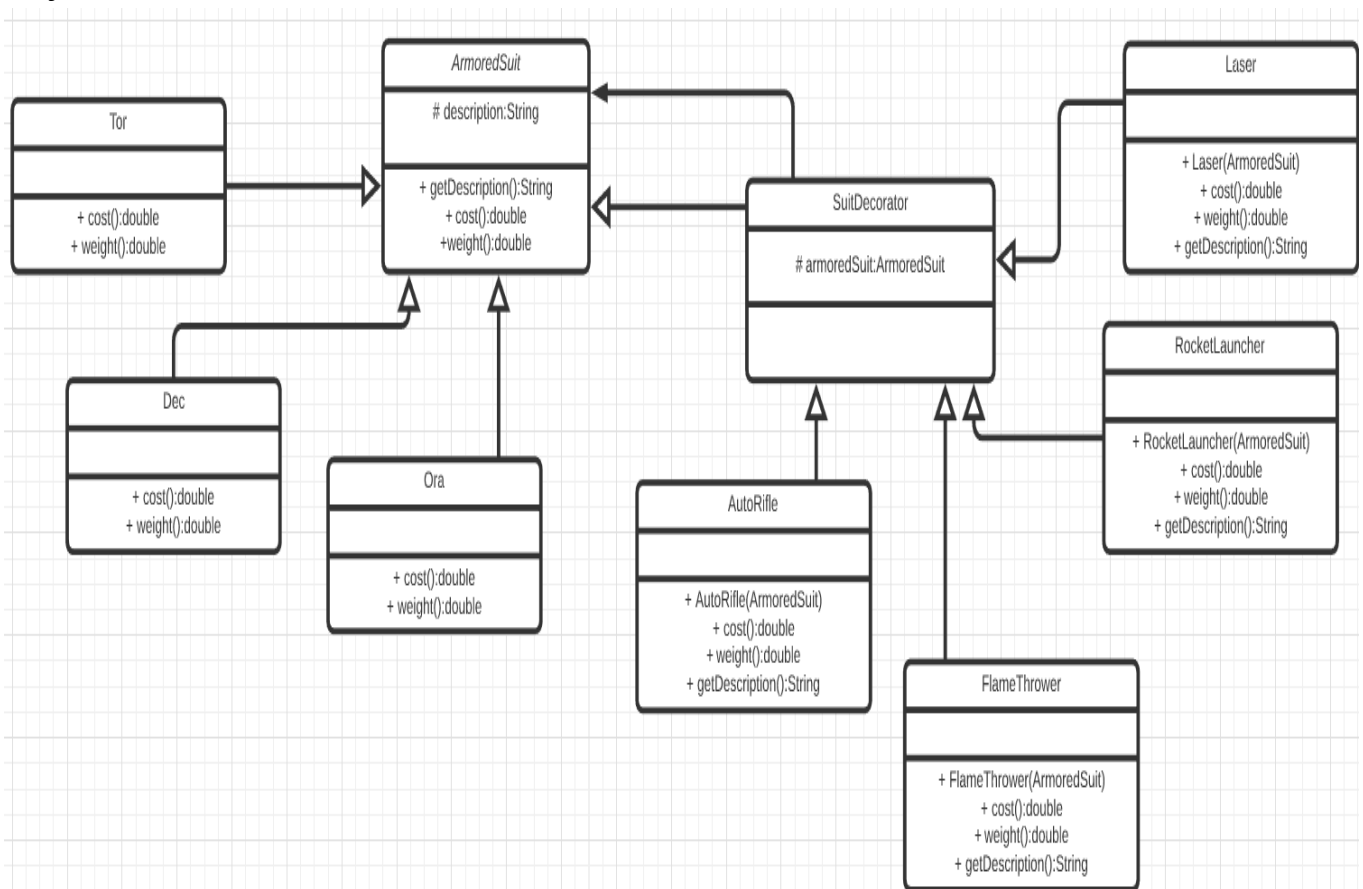 ArmoredSuit
# description:String
+ getDescription():String
+ cost():double
+weight():double
Tor
+ cost():double
+ weight():double
Dec
+ cost():double
+ weight():double
Ora
+ cost():double
+ weight():double
SuitDecorator
# armoredSuit:ArmoredSuit
Laser
+ Laser(ArmoredSuit)
+ cost():double
+ weight():double
+ getDescription():String
RocketLauncher
+ RocketLauncher(ArmoredSuit)
+ cost():double
+ weight():double
+ getDescription():String
AutoRifle
+ AutoRifle(ArmoredSuit)
+ cost():double
+ weight():double
+ getDescription():String
FlameThrower
+ FlameThrower(ArmoredSuit)
+ cost():double
+ weight():double
+ getDescription():String